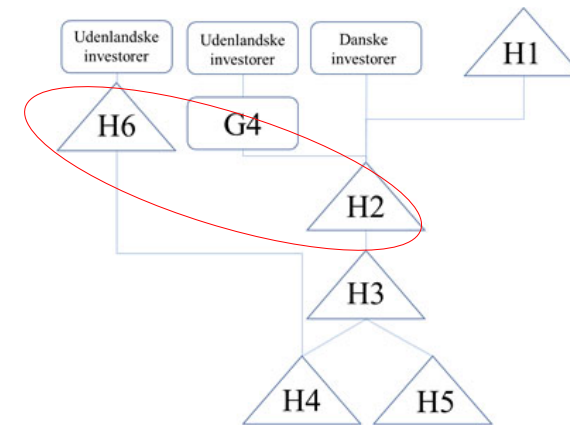 Udenlandske
investorer
Udenlandske
investorer
Danske
investorer
H1
H6
G4
H2
H3
H4
H5